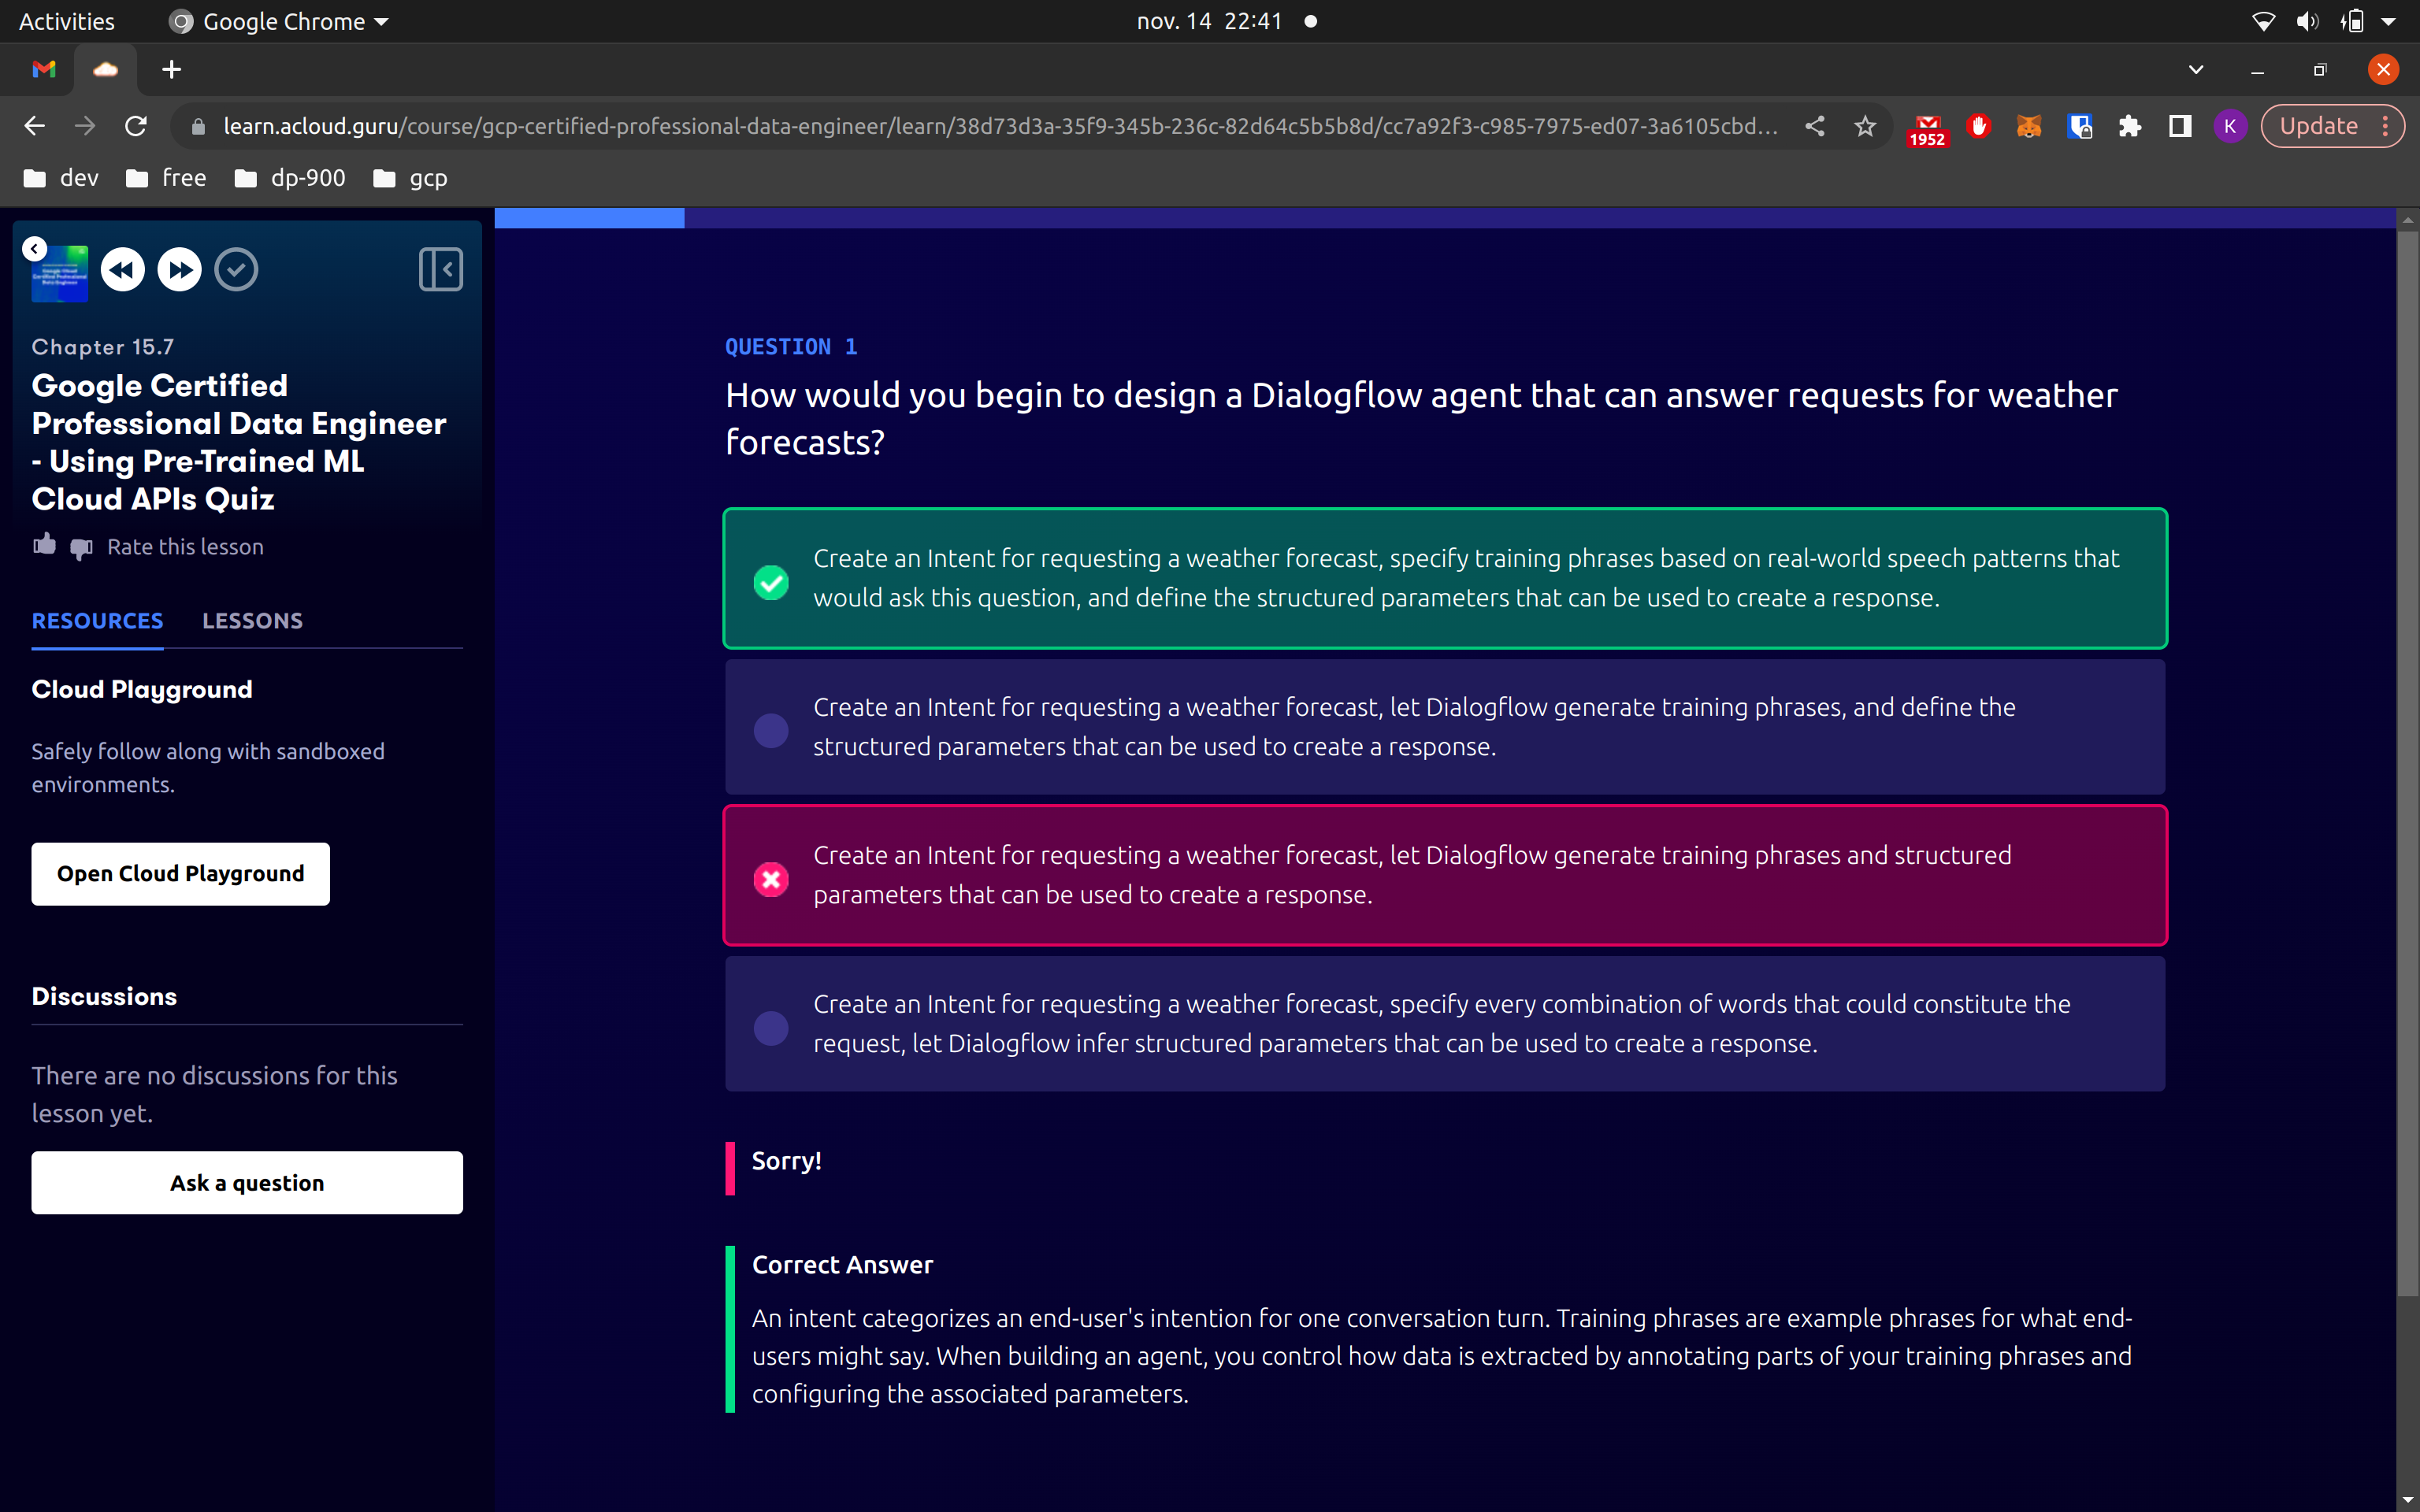 Activities
Google Chrome
nov. 14 22:41
learn.acloud.guru/course/gcp-certified-professional-data-engineer/learn/38d73d3a-35f9-345b-236c-82d64c5b5b8d/cc7a92f3-c985-7975-ed07-3a6105cbd...
1952
K
Update
dev
free
dp-900
gcp
Chapter 15.7
Google Certified
Professional Data Engineer
- Using Pre-Trained ML
Cloud APIs Quiz
Rate this lesson
RESOURCES
LESSONS
Cloud Playground
Safely follow along with sandboxed
environments.
Open Cloud Playground
Discussions
There are no discussions for this
lesson yet.
Ask a question
QUESTION 1
How would you begin to design a Dialogflow agent that can answer requests for weather
forecasts?
Create an Intent for requesting a weather forecast, specify training phrases based on real-world speech patterns that
would ask this question, and define the structured parameters that can be used to create a response.
Create an Intent for requesting a weather forecast, let Dialogflow generate training phrases, and define the
structured parameters that can be used to create a response.
Create an Intent for requesting a weather forecast, let Dialogflow generate training phrases and structured
parameters that can be used to create a response.
Create an Intent for requesting a weather forecast, specify every combination of words that could constitute the
request, let Dialogflow infer structured parameters that can be used to create a response.
Sorry!
Correct Answer
An intent categorizes an end-user's intention for one conversation turn. Training phrases are example phrases for what end-
users might say. When building an agent, you control how data is extracted by annotating parts of your training phrases and
configuring the associated parameters.